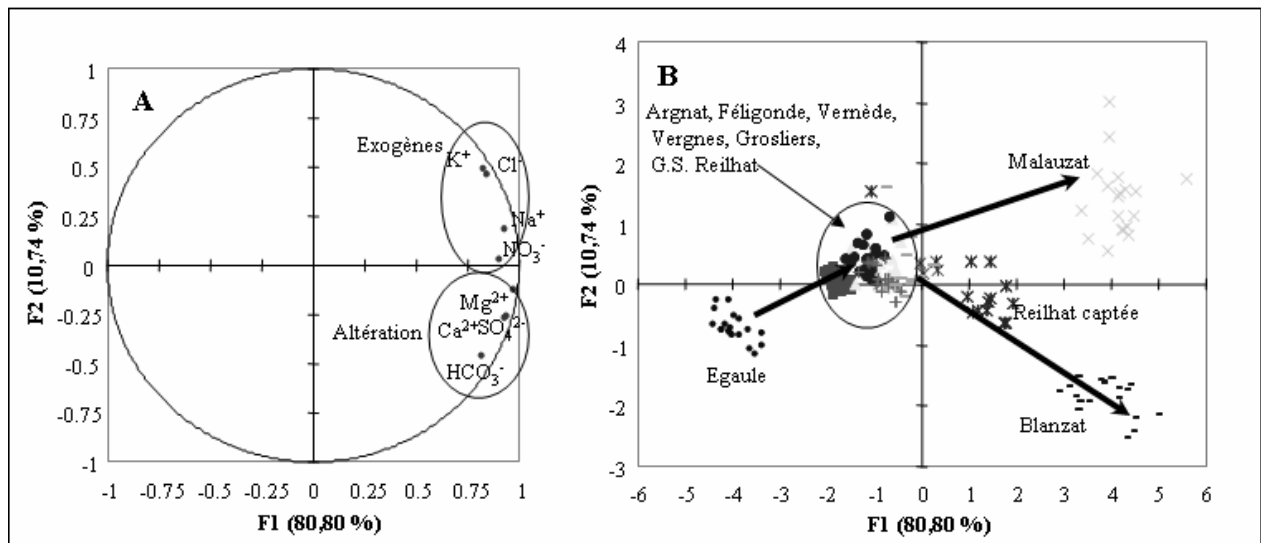 A
1
0.75
0.5
0.25
0
-0.25
-0.5
-0.75
-1
F2 (10,74 %)
Exogènes
K⁺
Cl⁻
Na⁺
NO₃⁻
Altération
Mg²⁺
Ca²⁺SO₄²⁻
HCO₃⁻
-1 -0.75 -0.5 -0.25 0 0.25 0.5 0.75 1
F1 (80,80 %)
B
4
3
2
1
0
-1
-2
-3
F2 (10,74 %)
Argnat, Féligonde, Vernède,
Vergnes, Grosliers,
G.S. Reilhat
Malauzat
Reilhat captée
Egaule
Blanzat
-6 -5 -4 -3 -2 -1 0 1 2 3 4 5 6
F1 (80,80 %)